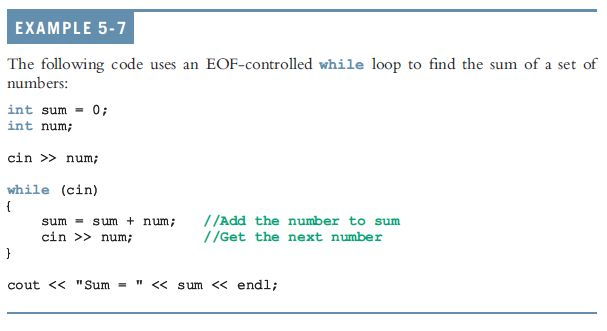 EXAMPLE 5-7
The following code uses an EOF-controlled while loop to find the sum of a set of
numbers:
int sum = 0;
int num;
cin >> num;
while (cin)
{
    sum = sum + num;   //Add the number to sum
    cin >> num;        //Get the next number
}
cout << "Sum = " << sum << endl;